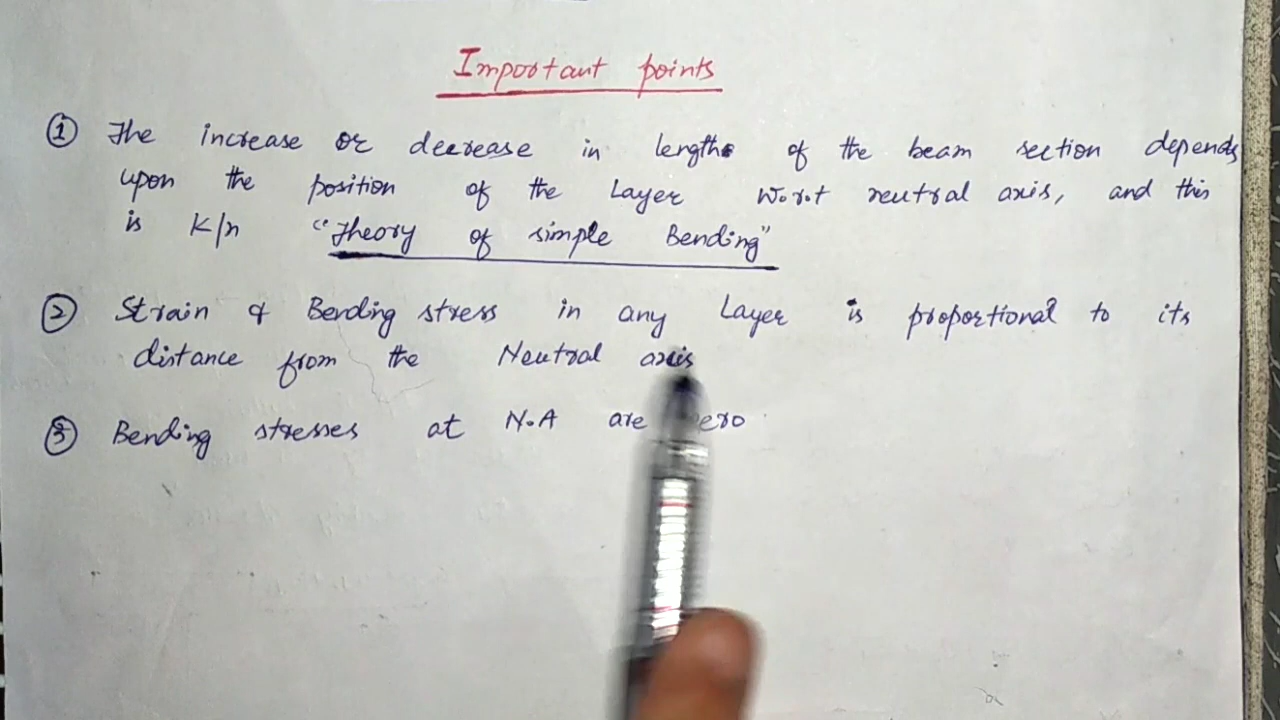 Important points
① The increase or decrease in length of the beam section depends
upon the position of the Layer W.r.t neutral axis, and this
is K/n "Theory of simple Bending"
② Strain & Bending stress in any Layer is proportional to its
distance from the Neutral axis
③ Bending stresses at N.A are zero